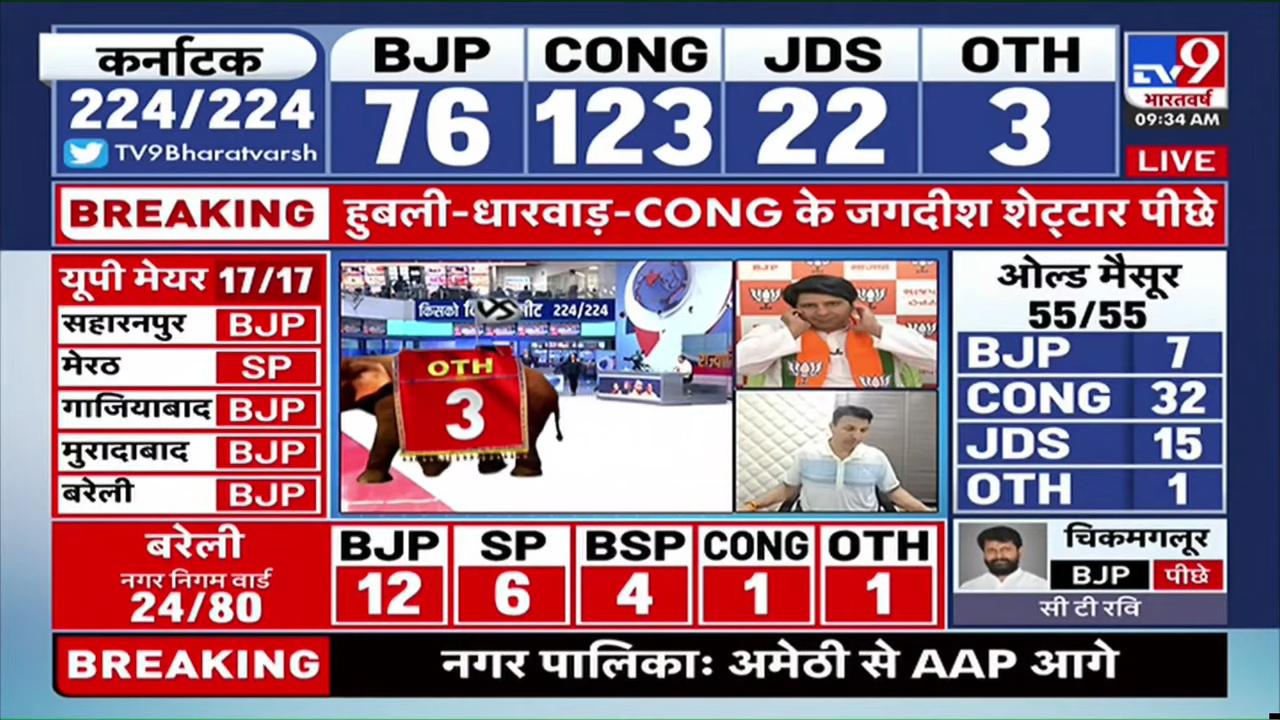 कर्नाटक
224/224
TV9Bharatvarsh
BJP
76
CONG
123
JDS
22
OTH
3
TV9
भारतवर्ष
09:34 AM
LIVE
BREAKING
हुबली-धारवाड़-CONG के जगदीश शेट्टार पीछे
यूपी मेयर 17/17
सहारनपुर BJP
मेरठ SP
गाजियाबाद BJP
मुरादाबाद BJP
बरेली BJP
किसको
224/224
VS
OTH
3
BJP
ओल्ड मैसूर
55/55
BJP 7
CONG 32
JDS 15
OTH 1
बरेली
नगर निगम वार्ड
24/80
BJP
12
SP
6
BSP
4
CONG
1
OTH
1
चिकमगलूर
BJP पीछे
सी टी रवि
BREAKING
नगर पालिकाः अमेठी से AAP आगे